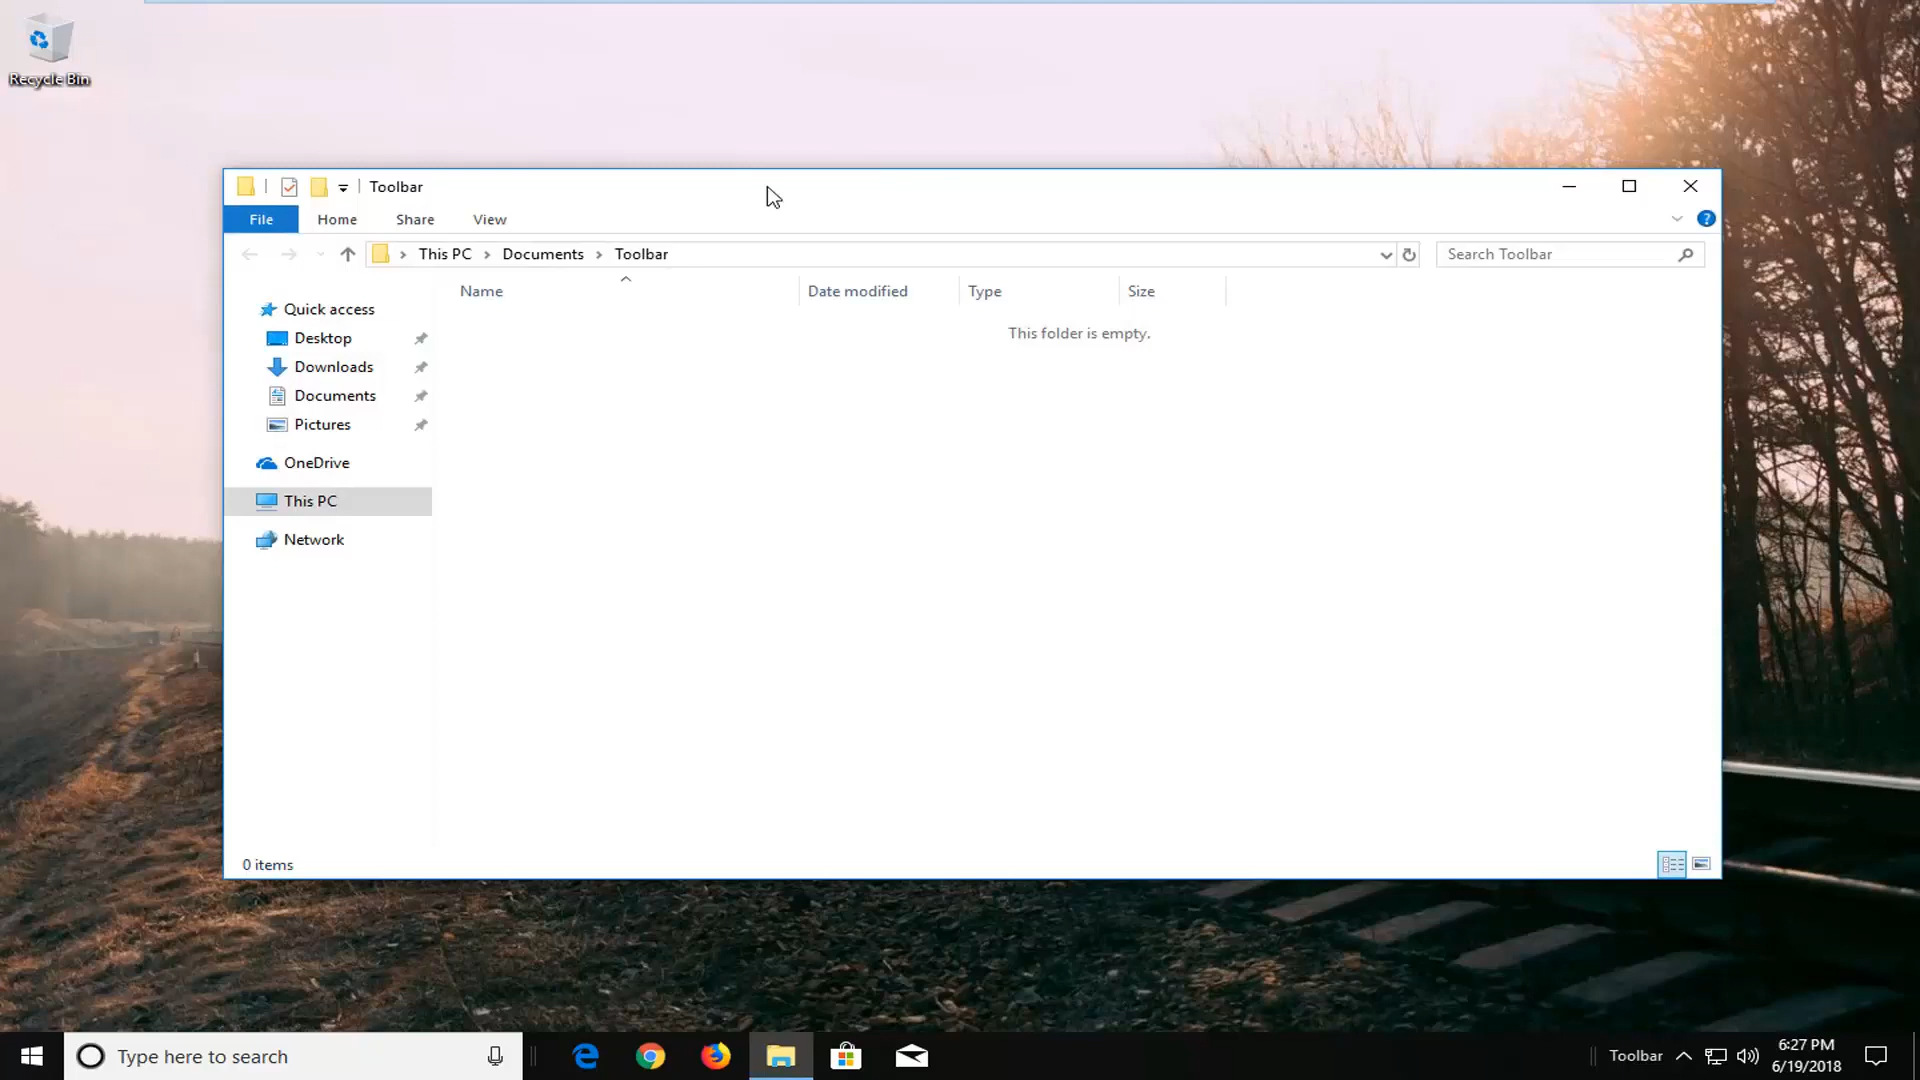 Recycle Bin
Toolbar
File Home Share View
This PC Documents Toolbar
Search Toolbar
Name Date modified Type Size
This folder is empty.
Quick access
Desktop
Downloads
Documents
Pictures
OneDrive
This PC
Network
0 items
Type here to search
Toolbar
6:27 PM
6/19/2018